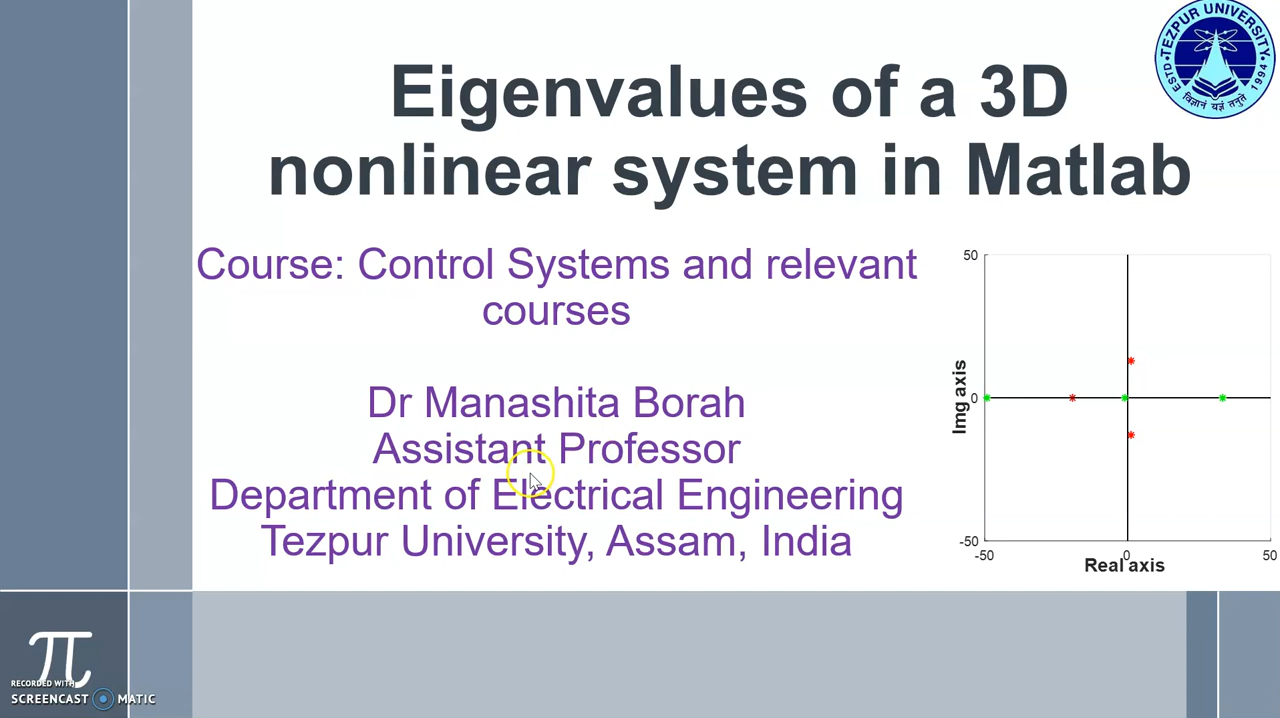 TEZPUR UNIVERSITY
ESTD. 1994
विज्ञानं यज्ञं तनुते
Eigenvalues of a 3D
nonlinear system in Matlab
Course: Control Systems and relevant
courses
Dr Manashita Borah
Assistant Professor
Department of Electrical Engineering
Tezpur University, Assam, India
50
0
-50
Img axis
-50
0
50
Real axis
π
RECORDED WITH
SCREENCAST MATIC